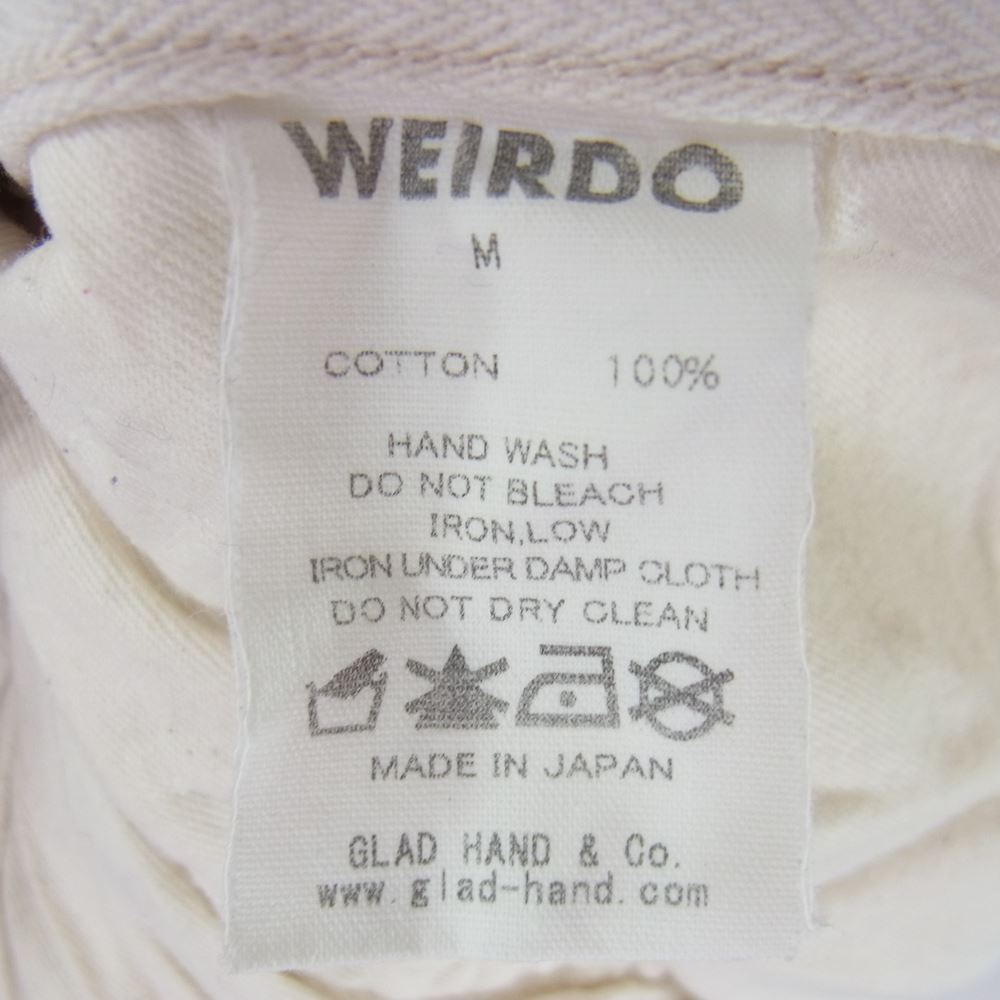 WEIRDO
M
COTTON 100%
HAND WASH
DO NOT BLEACH
IRON,LOW
IRON UNDER DAMP CLOTH
DO NOT DRY CLEAN
MADE IN JAPAN
GLAD HAND & Co.
www.glad-hand.com